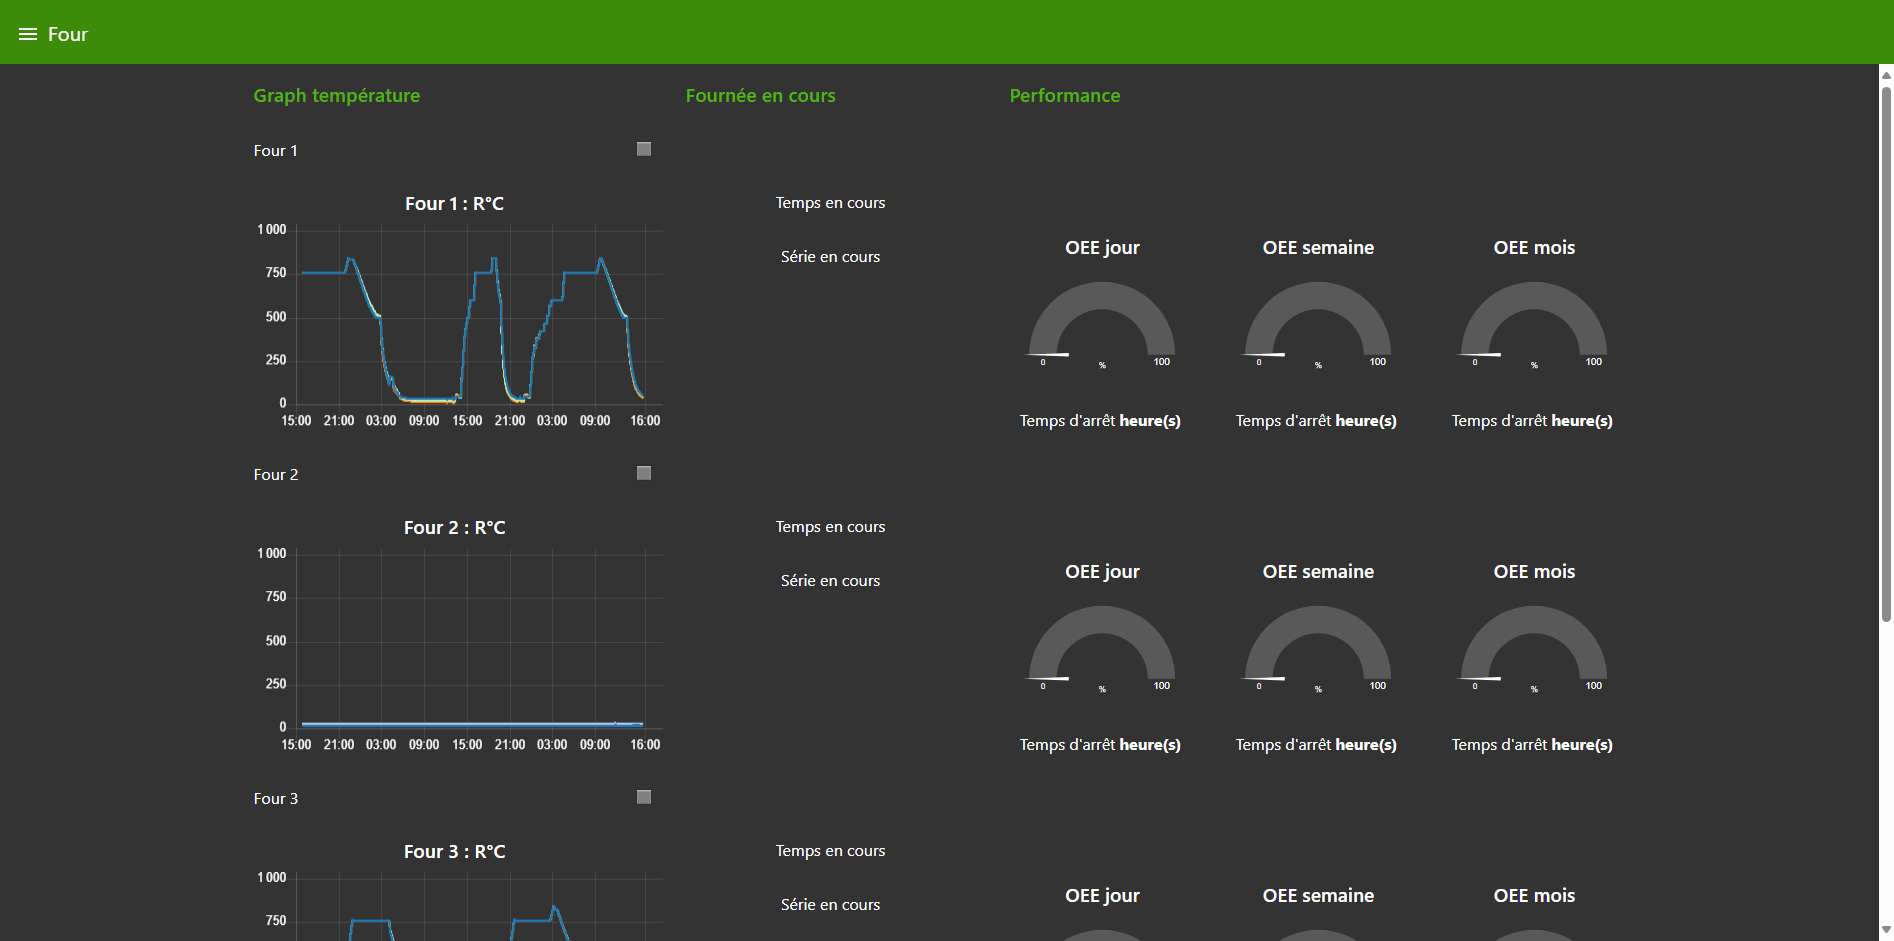 Four
Graph température
Fournée en cours
Performance
Four 1
Four 1 : R°C
1 000
750
500
250
0
15:00 21:00 03:00 09:00 15:00 21:00 03:00 09:00 16:00
Temps en cours
Série en cours
OEE jour
0 % 100
Temps d'arrêt heure(s)
OEE semaine
0 % 100
Temps d'arrêt heure(s)
OEE mois
0 % 100
Temps d'arrêt heure(s)
Four 2
Four 2 : R°C
1 000
750
500
250
0
15:00 21:00 03:00 09:00 15:00 21:00 03:00 09:00 16:00
Temps en cours
Série en cours
OEE jour
0 % 100
Temps d'arrêt heure(s)
OEE semaine
0 % 100
Temps d'arrêt heure(s)
OEE mois
0 % 100
Temps d'arrêt heure(s)
Four 3
Four 3 : R°C
1 000
750
Temps en cours
Série en cours
OEE jour
OEE semaine
OEE mois